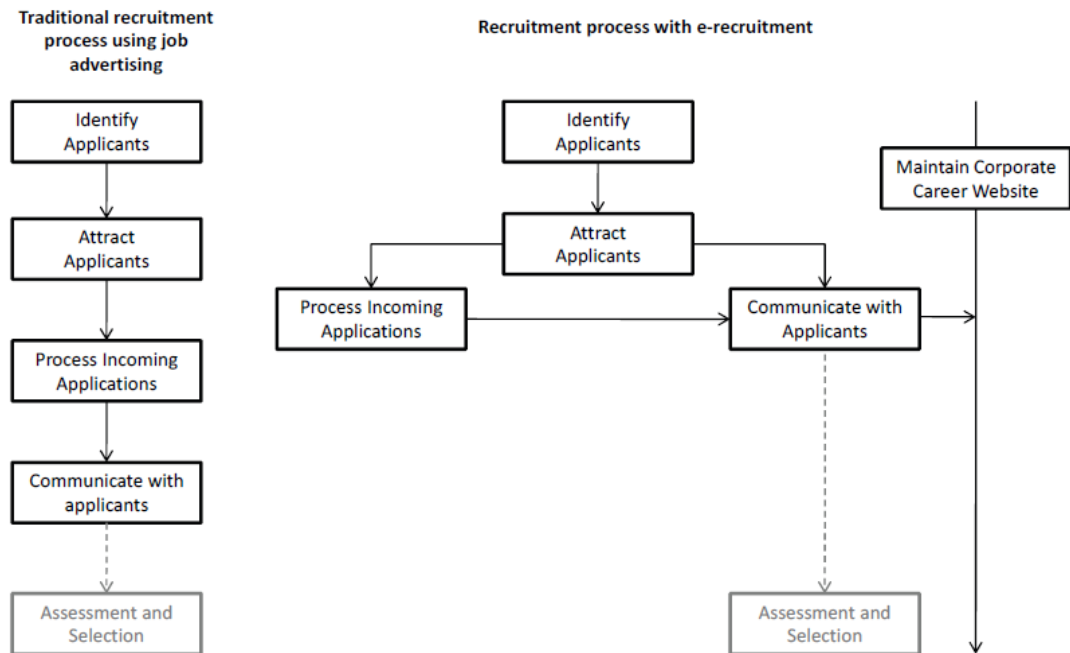 Traditional recruitment
process using job
advertising
Identify
Applicants
Attract
Applicants
Process Incoming
Applications
Communicate with
applicants
Assessment and
Selection
Recruitment process with e-recruitment
Identify
Applicants
Attract
Applicants
Process Incoming
Applications
Communicate with
Applicants
Assessment and
Selection
Maintain Corporate
Career Website